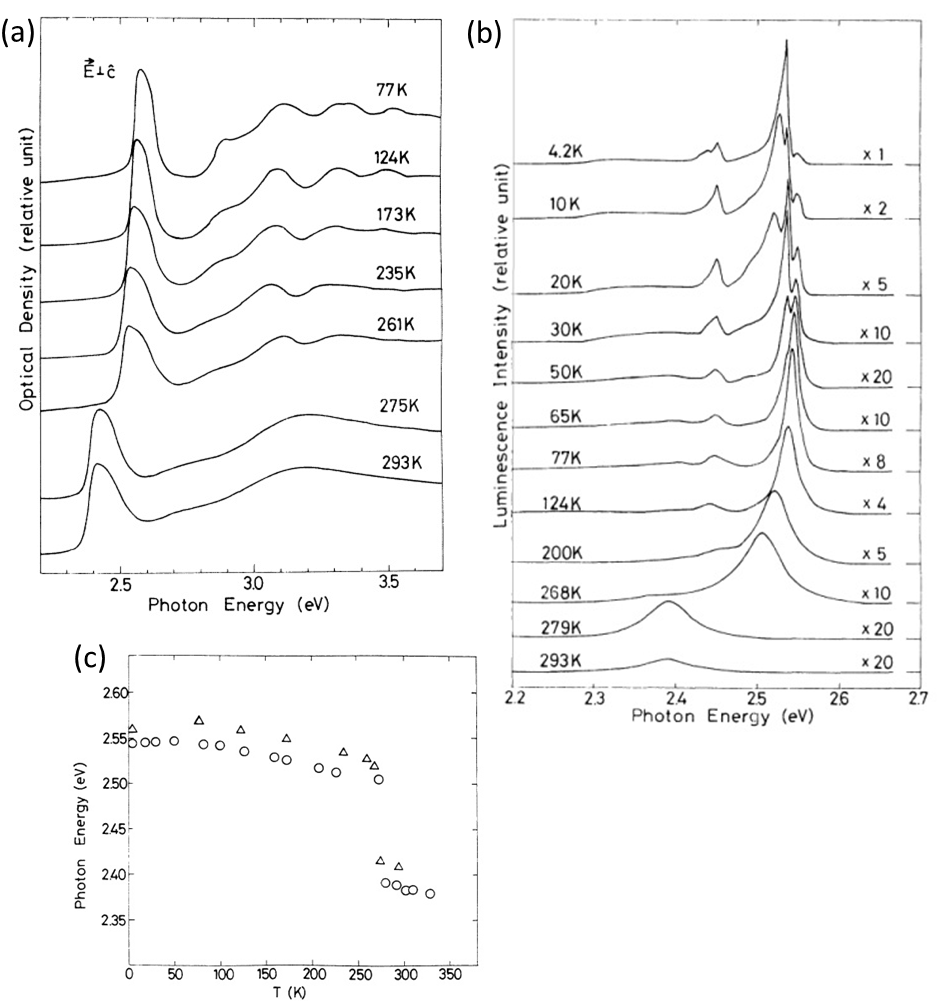 (a)
E⊥ĉ
77K
124K
173K
235K
261K
275K
293K
Optical Density (relative unit)
2.5 3.0 3.5
Photon Energy (eV)
(b)
4.2K x 1
10K x 2
20K x 5
30K x 10
50K x 20
65K x 10
77K x 8
124K x 4
200K x 5
268K x 10
279K x 20
293K x 20
Luminescence Intensity (relative unit)
2.2 2.3 2.4 2.5 2.6 2.7
Photon Energy (eV)
(c)
2.60
2.55
2.50
2.45
2.40
2.35
Photon Energy (eV)
0 50 100 150 200 250 300 350
T (K)